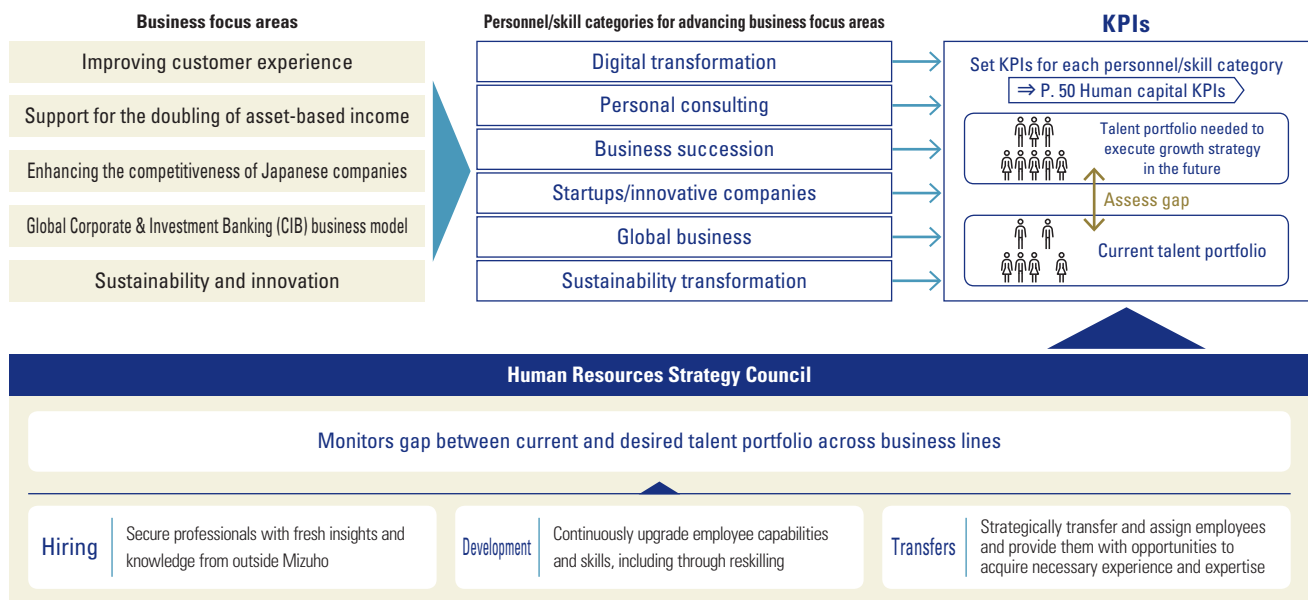 Business focus areas
Improving customer experience
Support for the doubling of asset-based income
Enhancing the competitiveness of Japanese companies
Global Corporate & Investment Banking (CIB) business model
Sustainability and innovation
Personnel/skill categories for advancing business focus areas
Digital transformation
Personal consulting
Business succession
Startups/innovative companies
Global business
Sustainability transformation
KPIs
Set KPIs for each personnel/skill category
⇒ P. 50 Human capital KPIs
Talent portfolio needed to
execute growth strategy
in the future
Assess gap
Current talent portfolio
Human Resources Strategy Council
Monitors gap between current and desired talent portfolio across business lines
Hiring
Secure professionals with fresh insights and
knowledge from outside Mizuho
Development
Continuously upgrade employee capabilities
and skills, including through reskilling
Transfers
Strategically transfer and assign employees
and provide them with opportunities to
acquire necessary experience and expertise